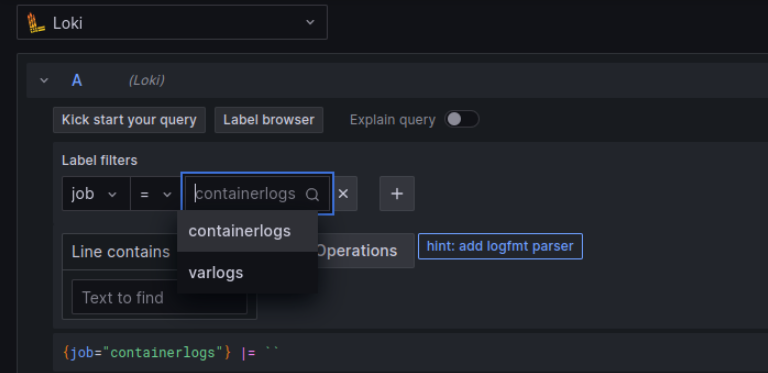 Loki
A (Loki)
Kick start your query Label browser Explain query
Label filters
job = containerlogs
containerlogs
Line contains Operations hint: add logfmt parser
varlogs
Text to find
{job="containerlogs"} |= ``